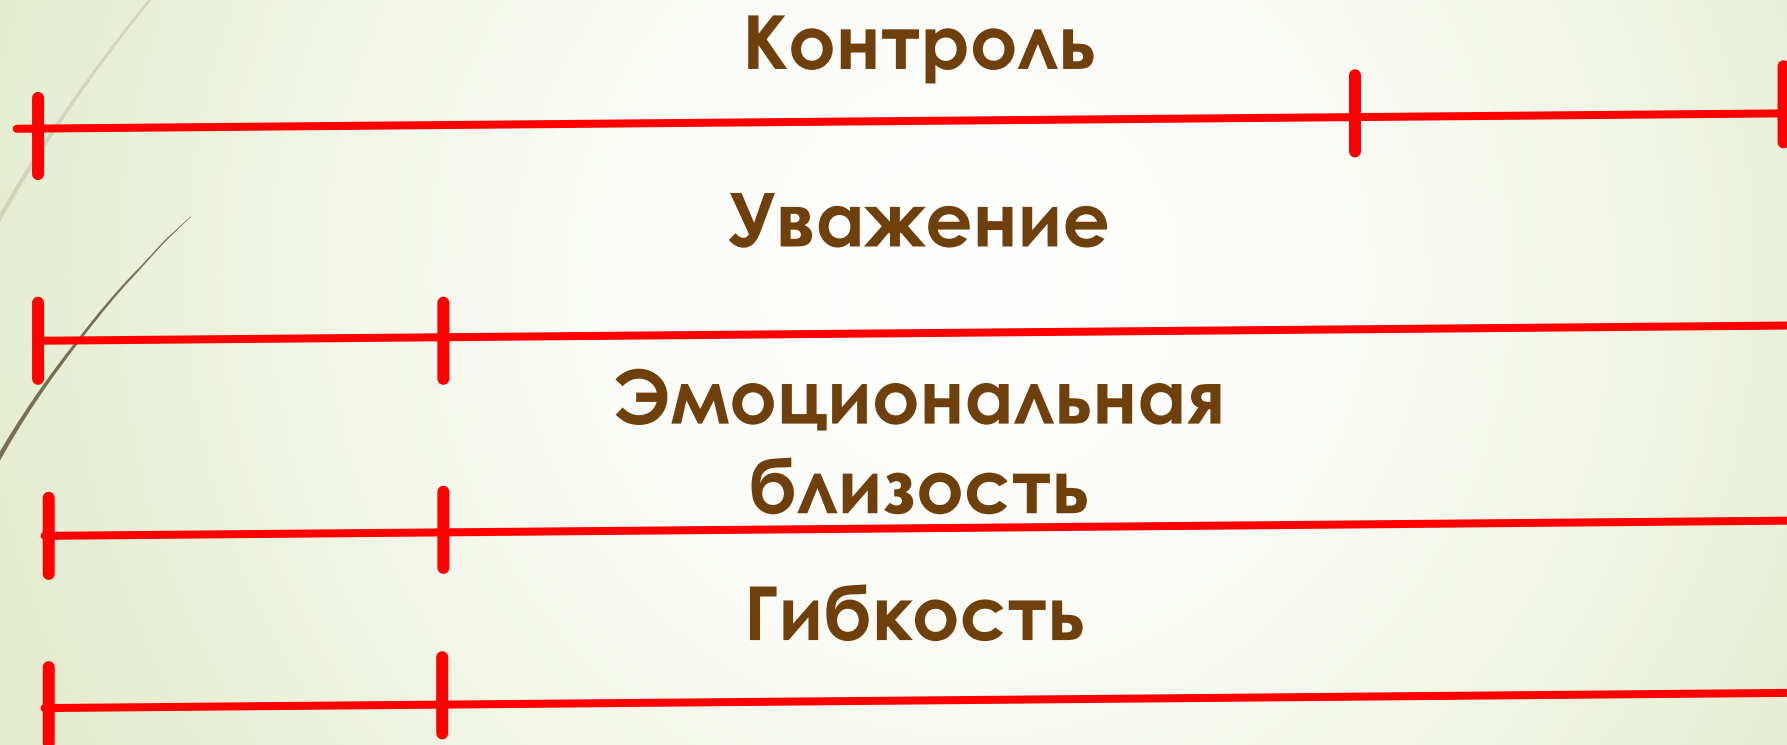 Контроль
Уважение
Эмоциональная
близость
Гибкость